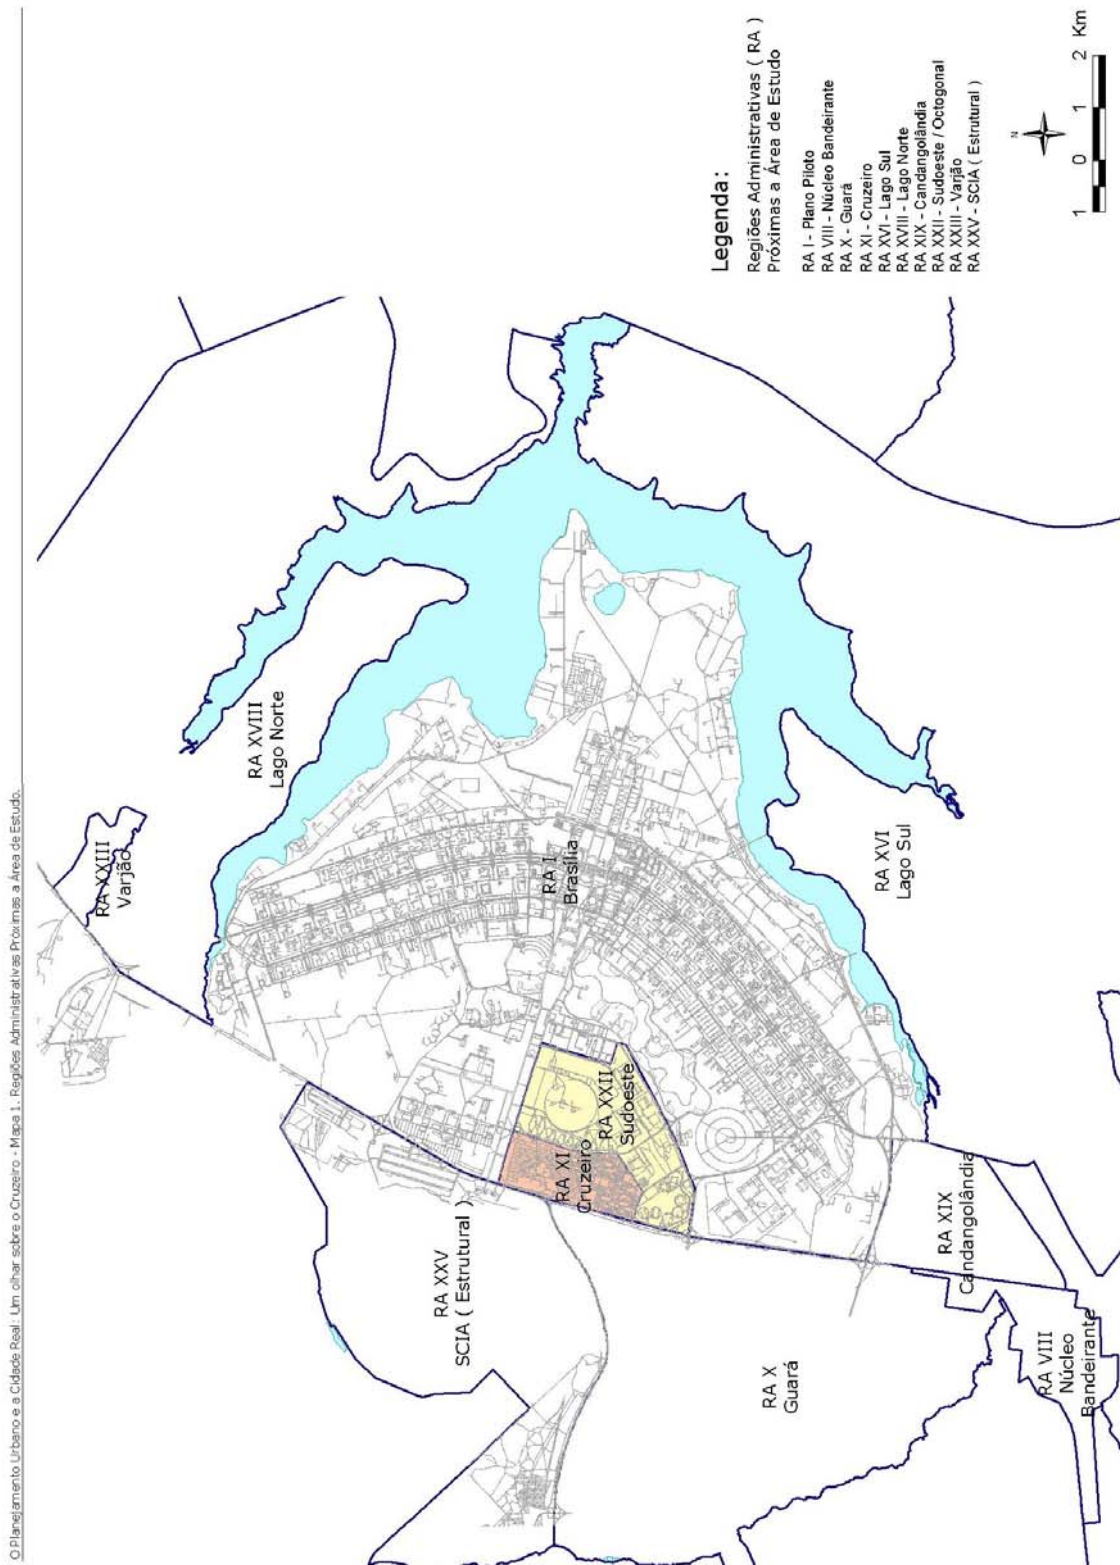 O Planejamento Urbano e a Cidade Real: Um olhar sobre o Cruzeiro - Mapa 1. Regiões Administrativas Próximas a Área de Estudo.
RA XXIII
Varjão
RA XVIII
Lago Norte
RA XXV
SCIA ( Estrutural )
RA I
Brasília
RA XI
Cruzeiro
RA XXII
Sudoeste
RA X
Guará
RA XVI
Lago Sul
RA XIX
Candangolândia
RA VIII
Núcleo
Bandeirante
Legenda:
Regiões Administrativas ( RA )
Próximas a Área de Estudo
RA I - Plano Piloto
RA VIII - Núcleo Bandeirante
RA X - Guará
RA XI - Cruzeiro
RA XVI - Lago Sul
RA XVIII - Lago Norte
RA XIX - Candangolândia
RA XXII - Sudoeste / Octogonal
RA XXIII - Varjão
RA XXV - SCIA ( Estrutural )
N
1 0 1 2 Km